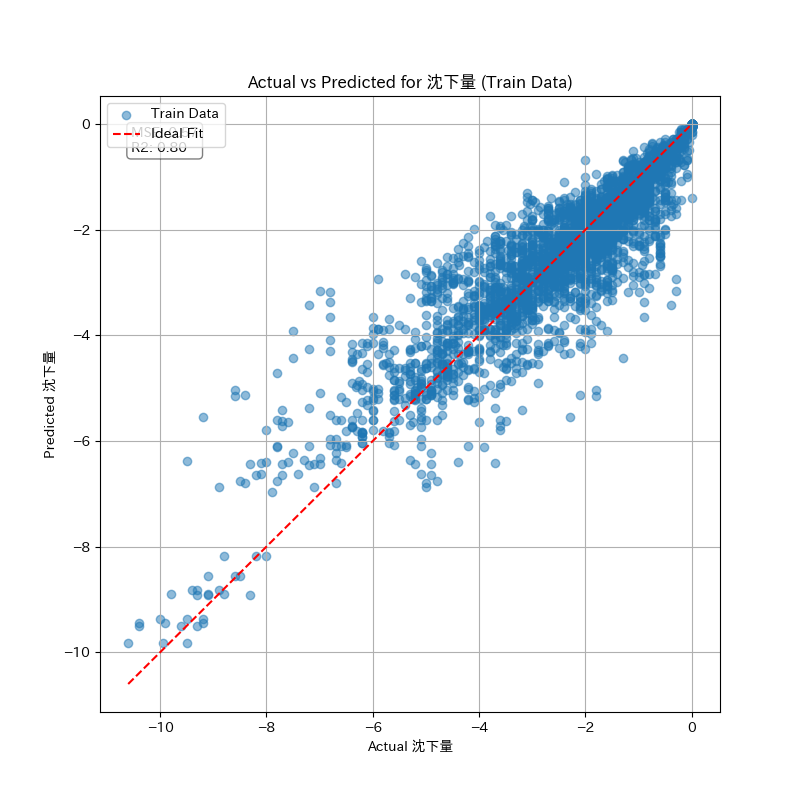 Actual vs Predicted for 沈下量 (Train Data)
Train Data
Ideal Fit
R2: 0.80
0
−2
−4
−6
−8
−10
Predicted 沈下量
−10
−8
−6
−4
−2
0
Actual 沈下量